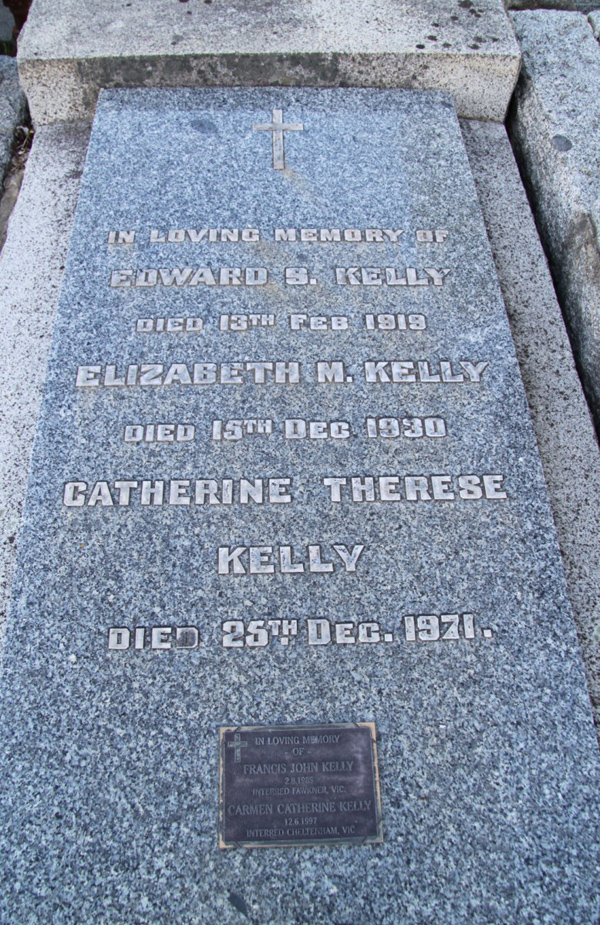 IN LOVING MEMORY OF
EDWARD S. KELLY
DIED 13TH FEB 1919
ELIZABETH M. KELLY
DIED 15TH DEC 1930
CATHERINE THERESE
KELLY
DIED 25TH. DEC. 1971.
IN LOVING MEMORY
- OF -
FRANCIS JOHN KELLY
INTERRED FAWKNER, VIC.
CARMEN CATHERINE KELLY
12.6.1997
INTERRED CHELTENHAM, VIC